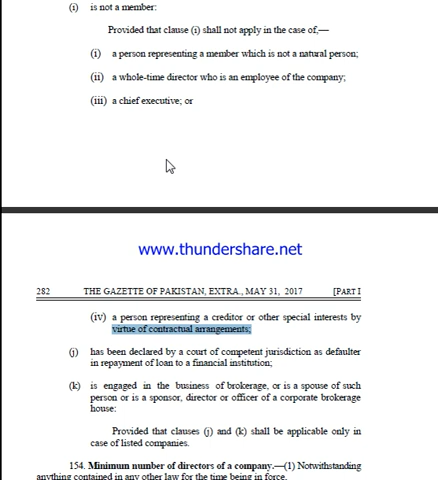 (i) is not a member:
Provided that clause (i) shall not apply in the case of,—
(i) a person representing a member which is not a natural person;
(ii) a whole-time director who is an employee of the company;
(iii) a chief executive; or
www.thundershare.net
282 THE GAZETTE OF PAKISTAN, EXTRA., MAY 31, 2017 [PART I
(iv) a person representing a creditor or other special interests by
virtue of contractual arrangements;
(j) has been declared by a court of competent jurisdiction as defaulter
in repayment of loan to a financial institution;
(k) is engaged in the business of brokerage, or is a spouse of such
person or is a sponsor, director or officer of a corporate brokerage
house:
Provided that clauses (j) and (k) shall be applicable only in
case of listed companies.
154. Minimum number of directors of a company.—(1) Notwithstanding
anything contained in any other law for the time being in force,